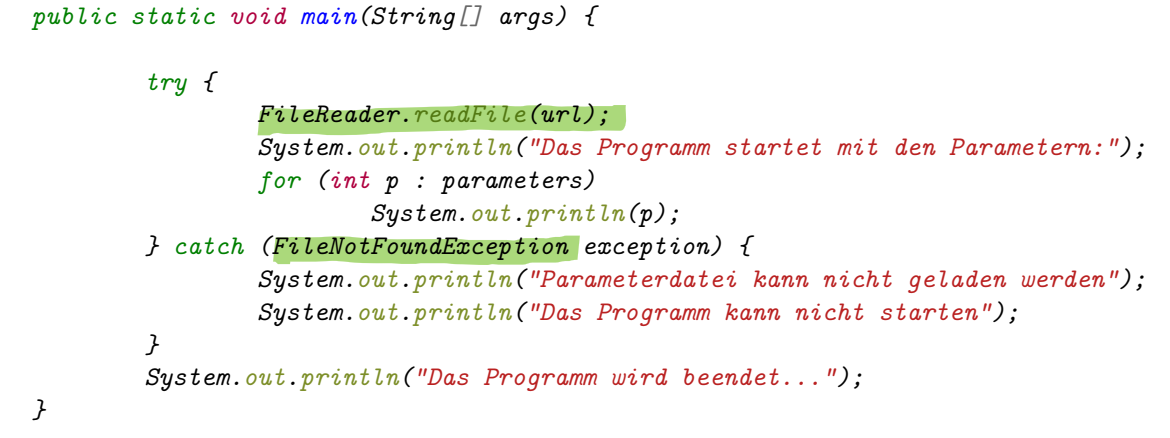 public static void main(String[] args) {
try {
FileReader.readFile(url);
System.out.println("Das Programm startet mit den Parametern:");
for (int p : parameters)
System.out.println(p);
} catch (FileNotFoundException exception) {
System.out.println("Parameterdatei kann nicht geladen werden");
System.out.println("Das Programm kann nicht starten");
}
System.out.println("Das Programm wird beendet...");
}